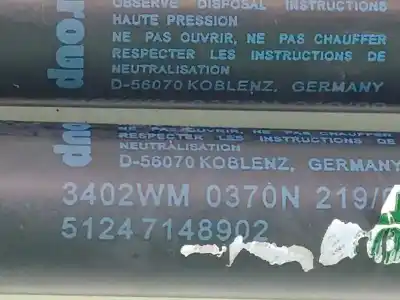 OBSERVE DISPOSAL INSTRUCTIONS
HAUTE PRESSION
NE PAS OUVRIR, NE PAS CHAUFFER
RESPECTER LES INSTRUCTIONS DE
NEUTRALISATION
D-56070 KOBLENZ, GERMANY
NE PAS OUVRIR, NE PAS CHAUFFER
RESPECTER LES INSTRUCTIONS DE
NEUTRALISATION
D-56070 KOBLENZ, GERMANY
3402WM 0370N 219/
51247148902